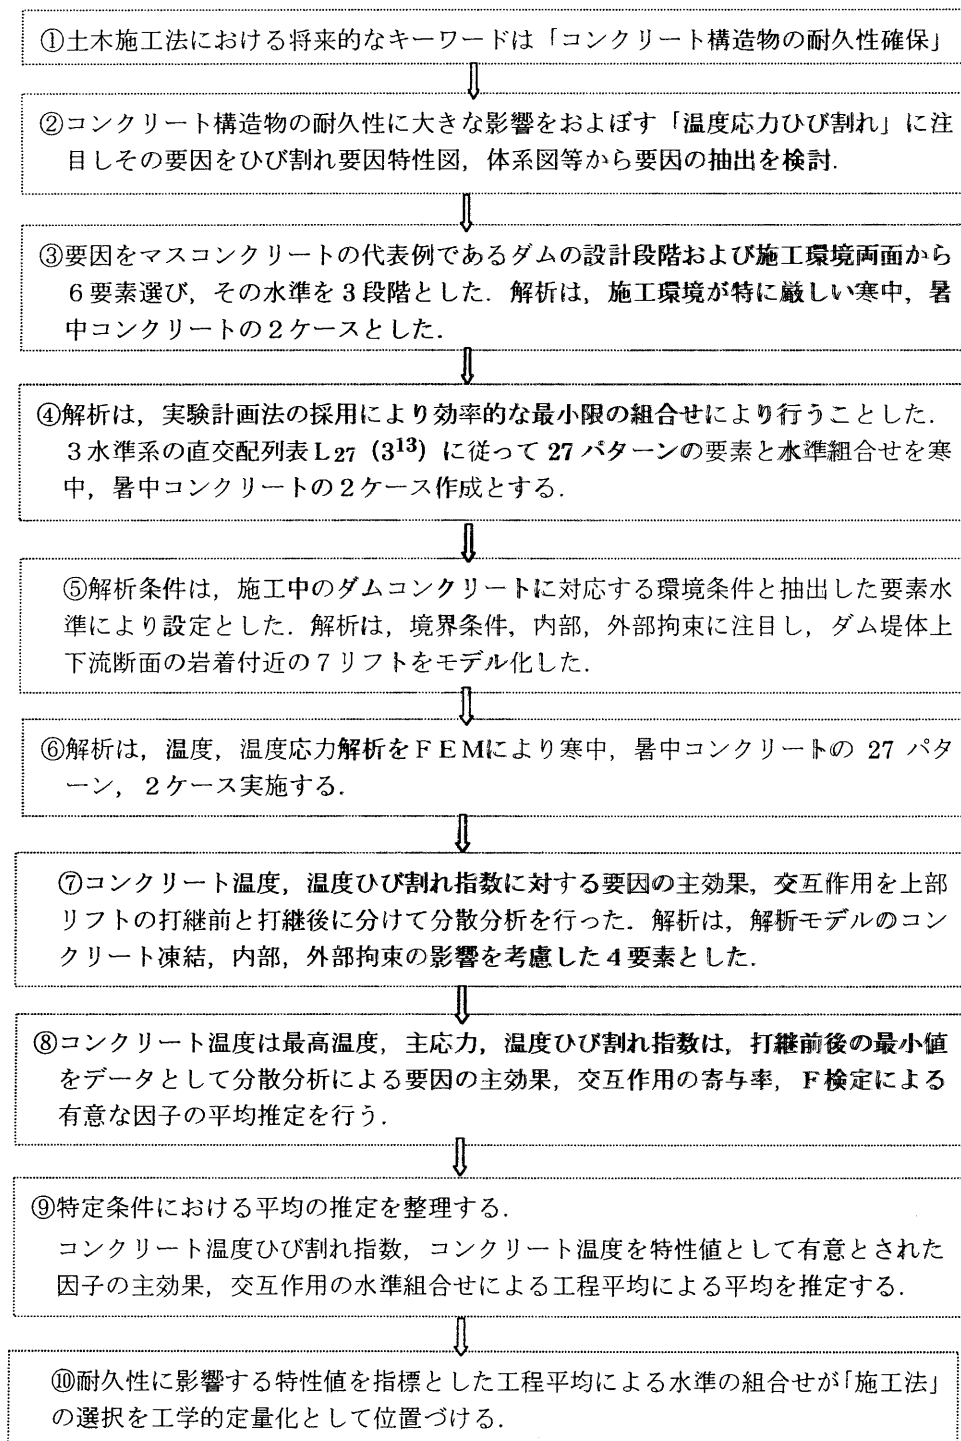 ①土木施工法における将来的なキーワードは「コンクリート構造物の耐久性確保」
②コンクリート構造物の耐久性に大きな影響をおよぼす「温度応力ひび割れ」に注
目しその要因をひび割れ要因特性図，体系図等から要因の抽出を検討．
③要因をマスコンクリートの代表例であるダムの設計段階および施工環境両面から
６要素選び，その水準を３段階とした．解析は，施工環境が特に厳しい寒中，暑
中コンクリートの２ケースとした．
④解析は，実験計画法の採用により効率的な最小限の組合せにより行うことした．
３水準系の直交配列表L27（3^13）に従って 27 パターンの要素と水準組合せを寒
中，暑中コンクリートの２ケース作成とする．
⑤解析条件は，施工中のダムコンクリートに対応する環境条件と抽出した要素水
準により設定とした．解析は，境界条件，内部，外部拘束に注目し，ダム堤体上
下流断面の岩着付近の７リフトをモデル化した．
⑥解析は，温度，温度応力解析をＦＥＭにより寒中，暑中コンクリートの 27 パタ
ーン，２ケース実施する．
⑦コンクリート温度，温度ひび割れ指数に対する要因の主効果，交互作用を上部
リフトの打継前と打継後に分けて分散分析を行った．解析は，解析モデルのコン
クリート凍結，内部，外部拘束の影響を考慮した４要素とした．
⑧コンクリート温度は最高温度，主応力，温度ひび割れ指数は，打継前後の最小値
をデータとして分散分析による要因の主効果，交互作用の寄与率，Ｆ検定による
有意な因子の平均推定を行う．
⑨特定条件における平均の推定を整理する．
コンクリート温度ひび割れ指数，コンクリート温度を特性値として有意とされた
因子の主効果，交互作用の水準組合せによる工程平均による平均を推定する．
⑩耐久性に影響する特性値を指標とした工程平均による水準の組合せが「施工法」
の選択を工学的定量化として位置づける．